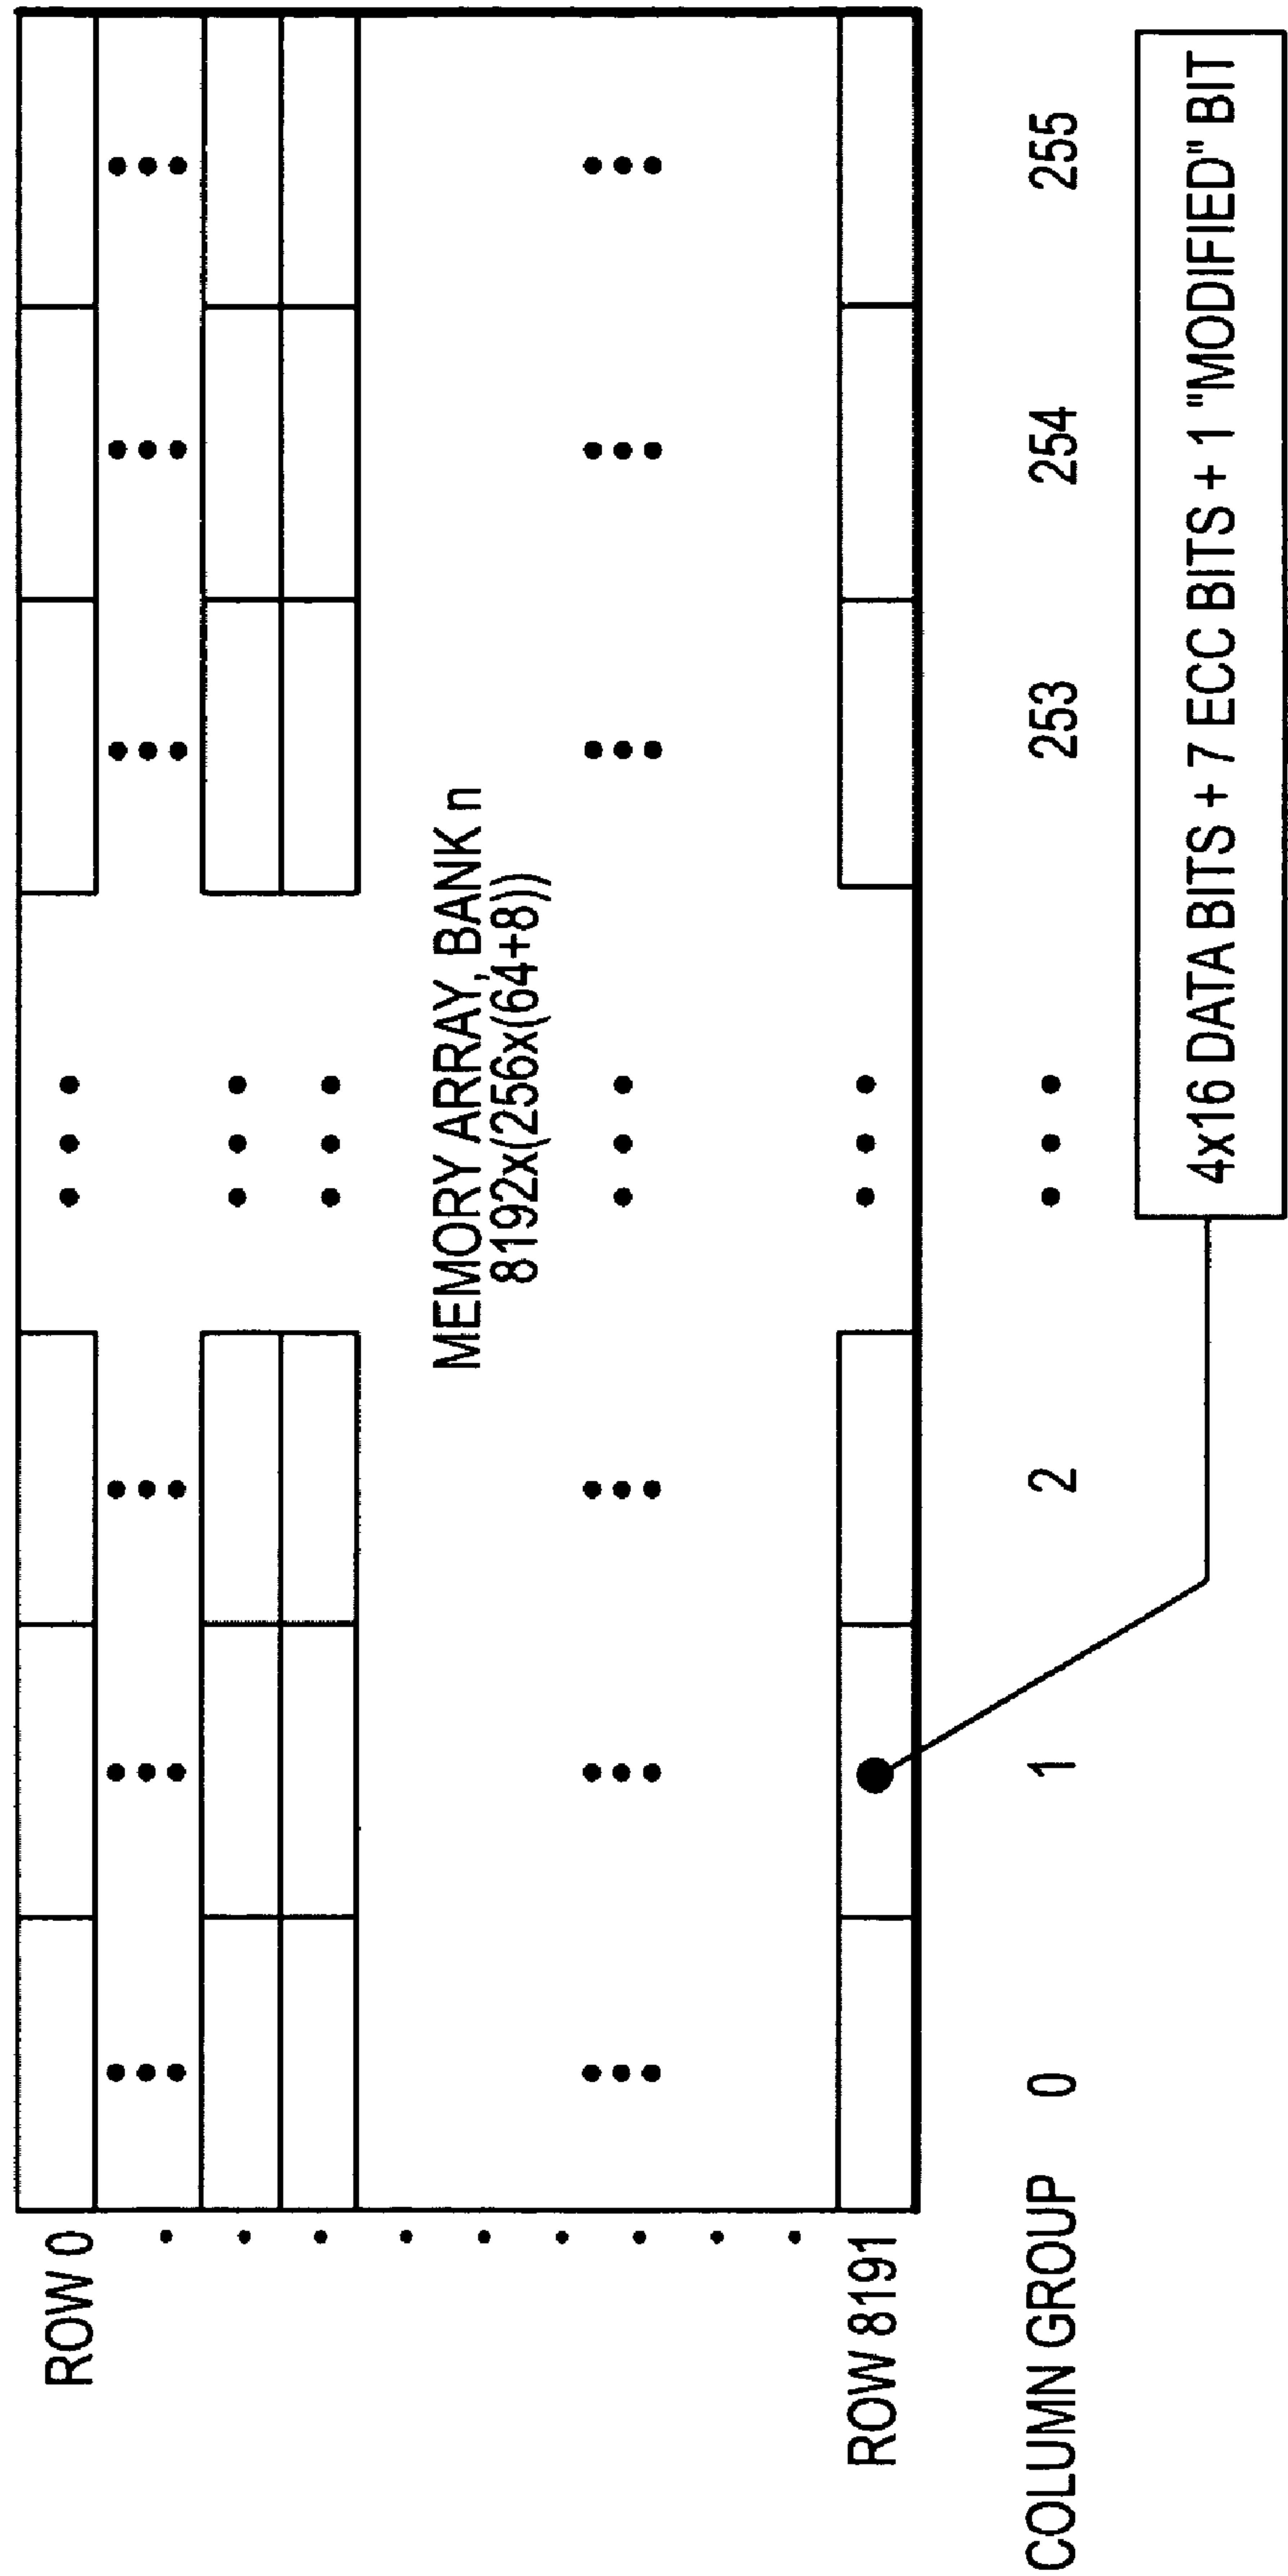 ROW 0
MEMORY ARRAY, BANK n
8192x(256x(64+8))
ROW 8191
COLUMN GROUP 0 1 2 253 254 255
4x16 DATA BITS + 7 ECC BITS + 1 "MODIFIED" BIT